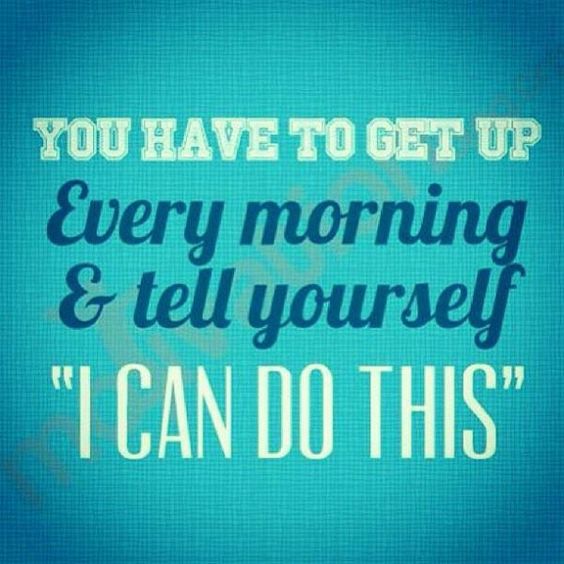 YOU HAVE TO GET UP
Every morning
& tell yourself
"I CAN DO THIS"